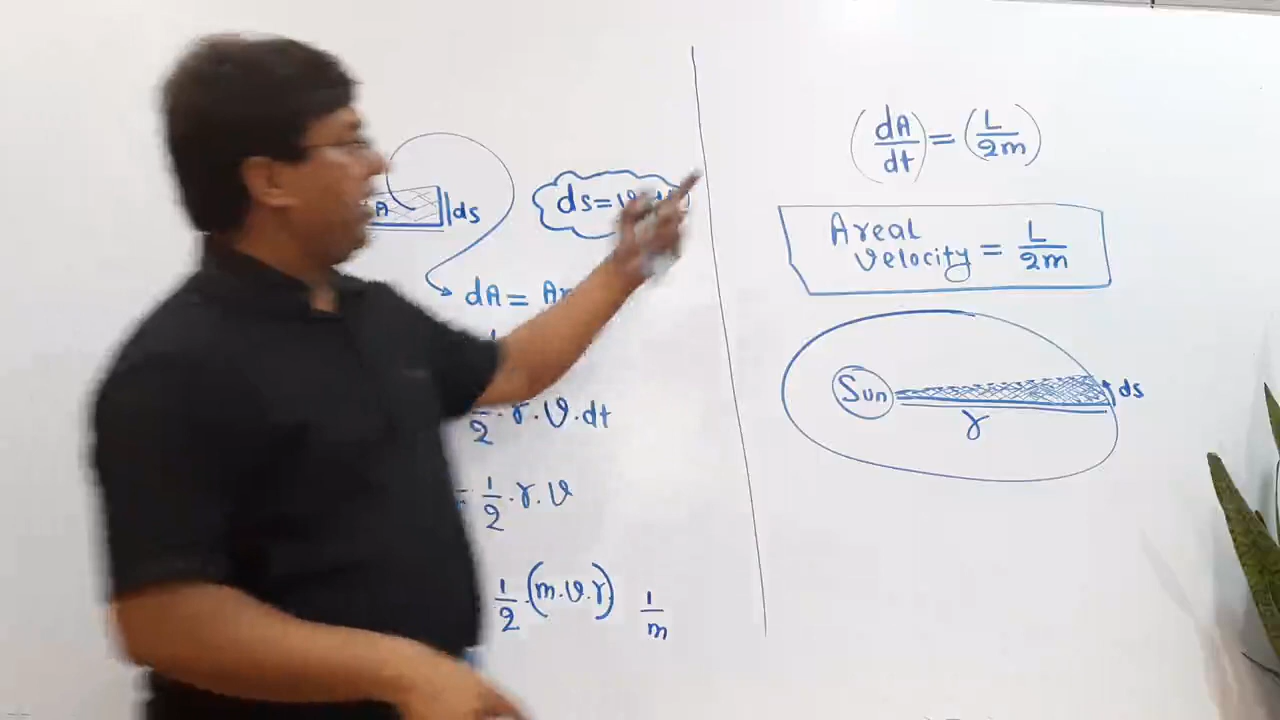 A
ds
ds=
dA =
1/2 · r · v · dt
1/2 · r · v
1/2 · (m · v · r) 1/m
(dA/dt) = (L/2m)
Areal
velocity = L/2m
Sun
ds
r